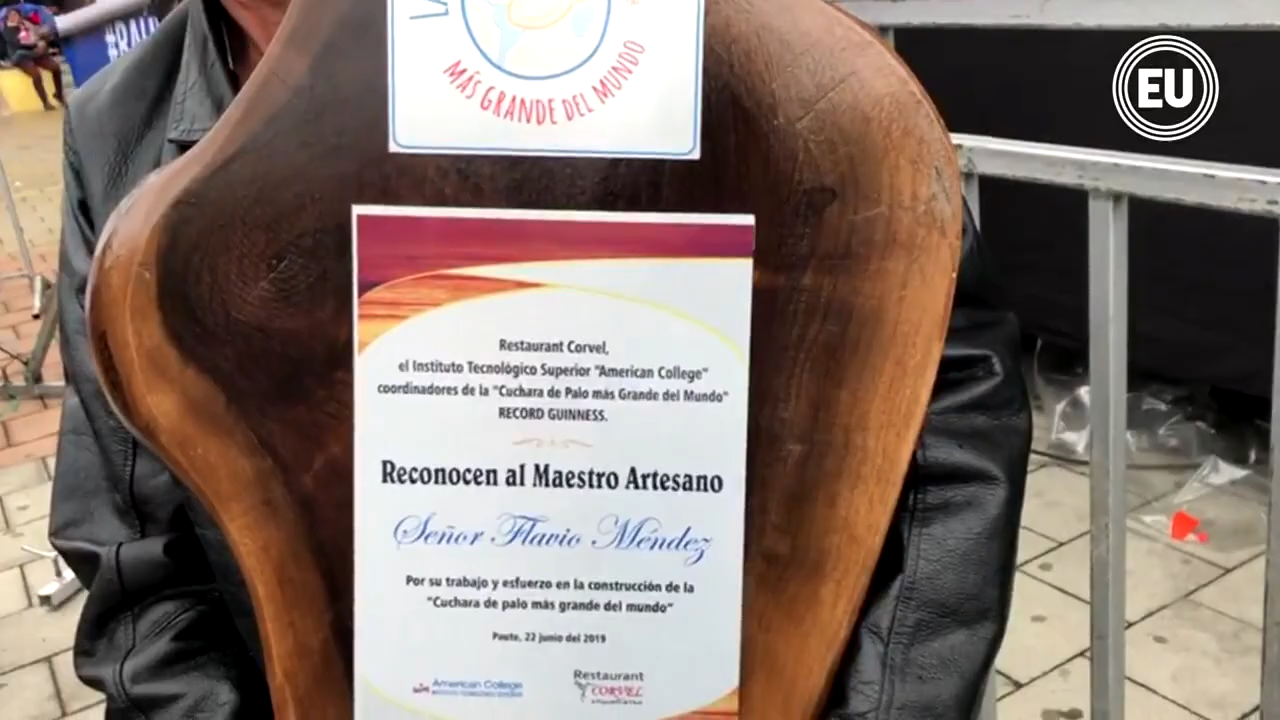 #RAL
EU
MÁS GRANDE DEL MUNDO
Restaurant Corvel,
el Instituto Tecnológico Superior "American College"
coordinadores de la "Cuchara de Palo más Grande del Mundo"
RECORD GUINNESS.
Reconocen al Maestro Artesano
Señor Flavio Méndez
Por su trabajo y esfuerzo en la construcción de la
"Cuchara de palo más grande del mundo"
Paute, 22 junio del 2019
American College
Restaurant
CORVEL